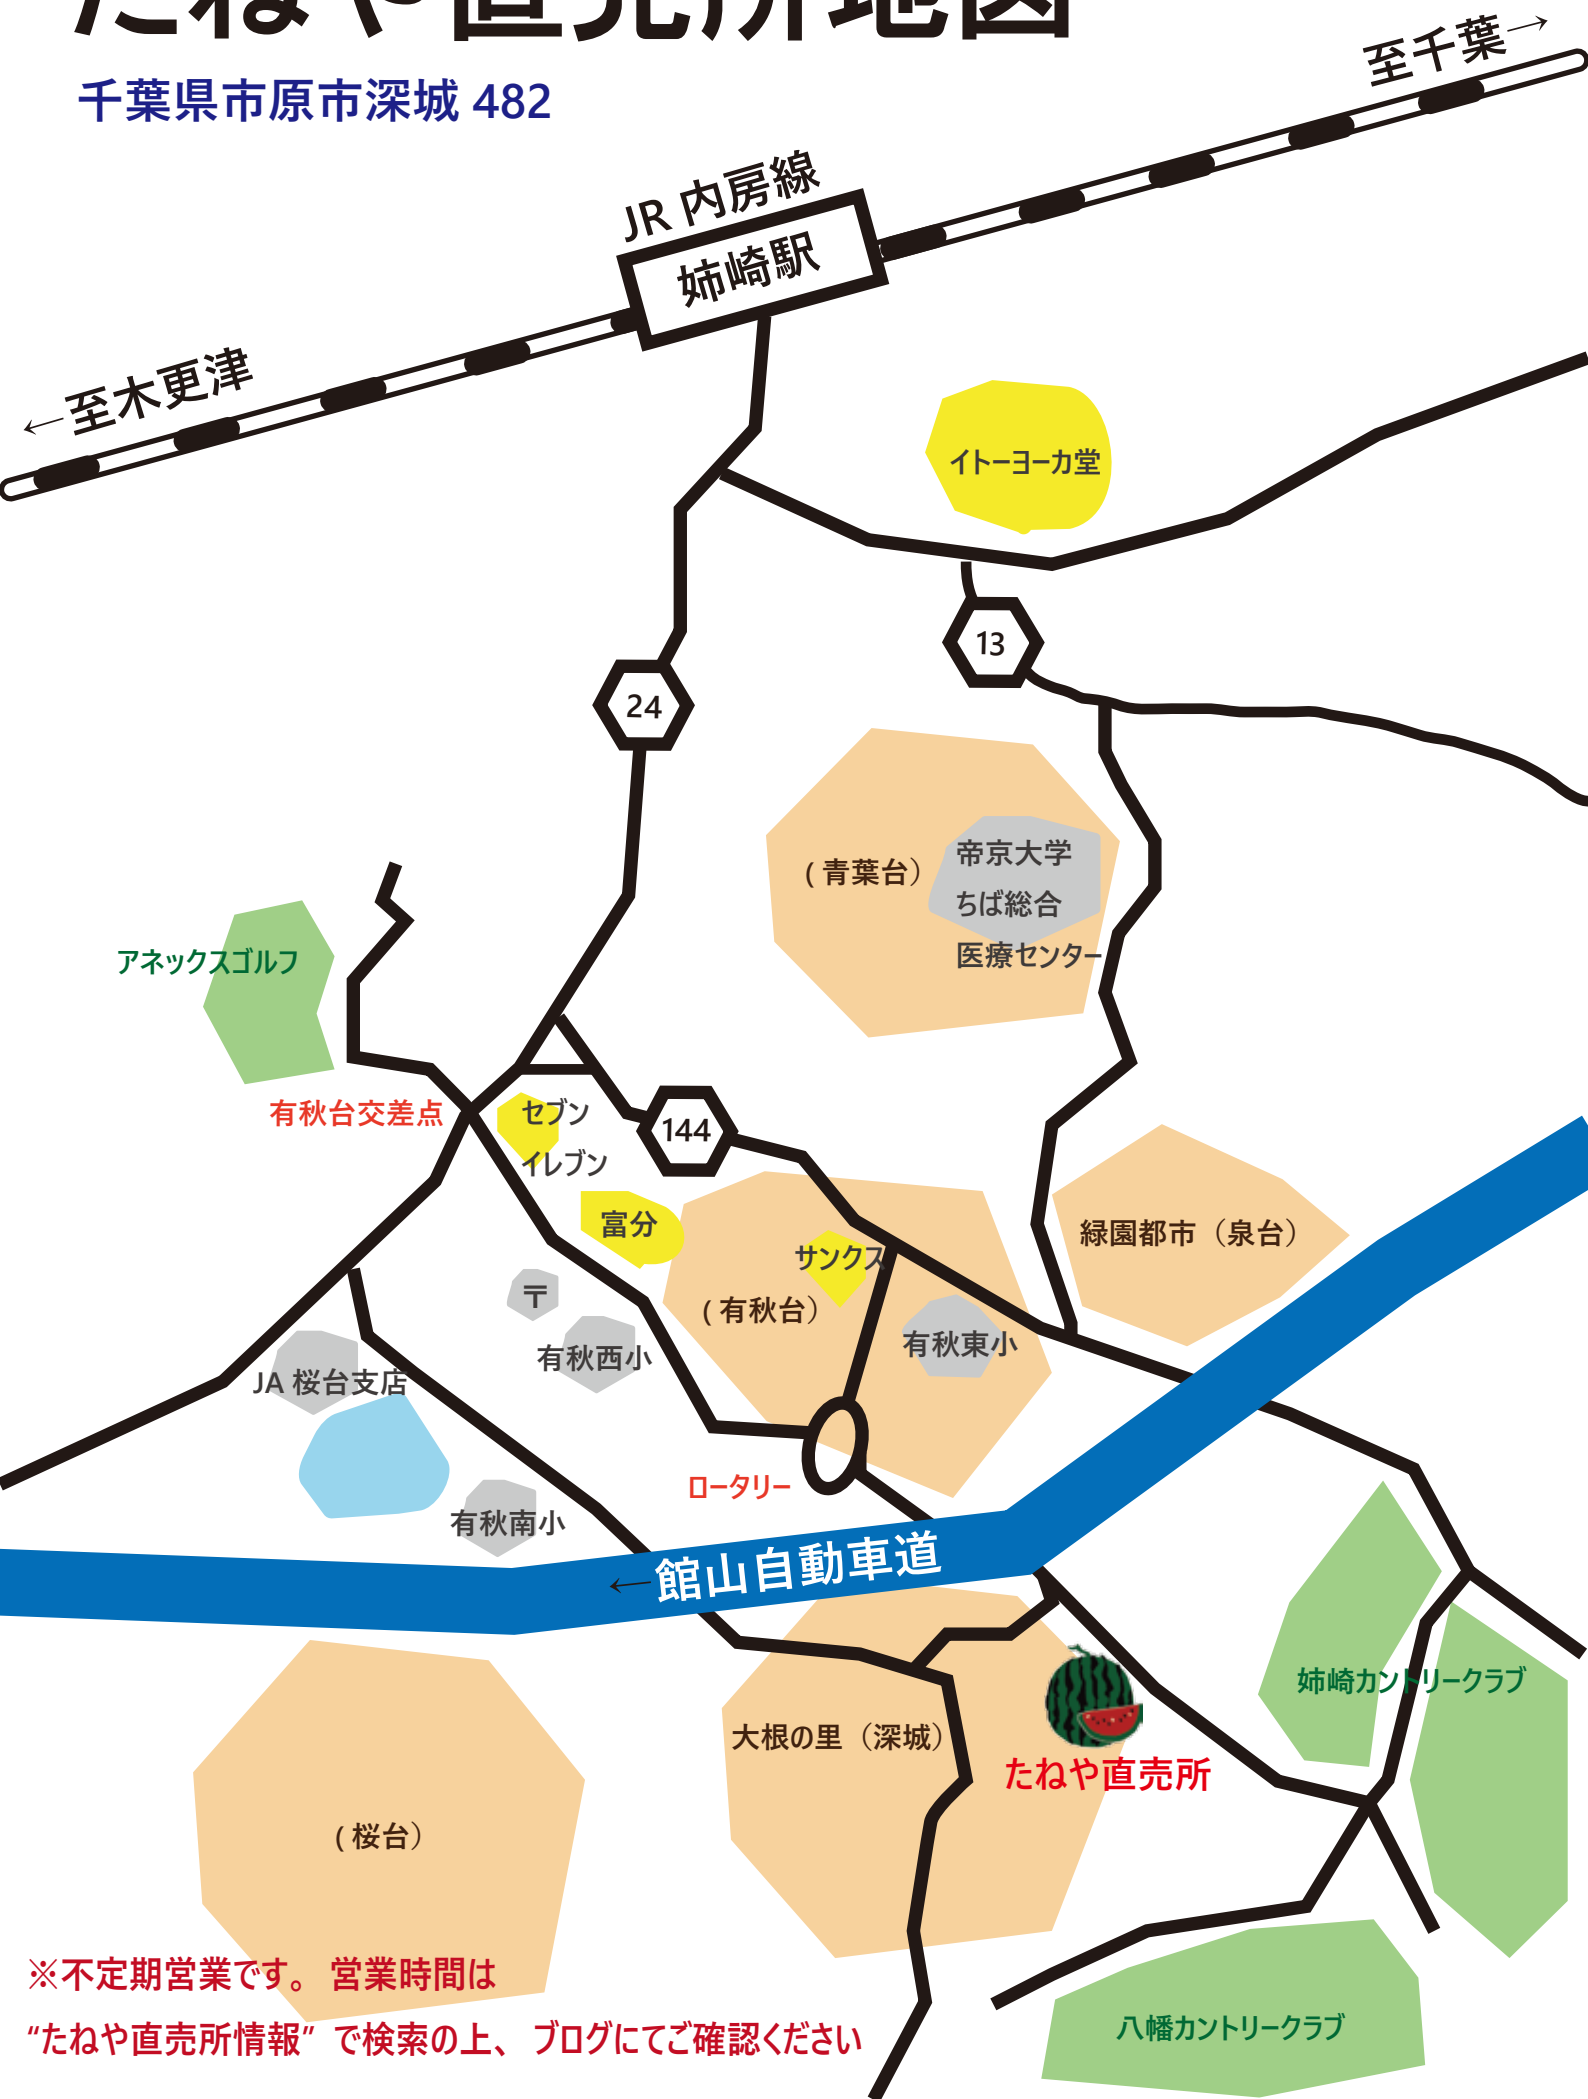 たねや直売所地図
千葉県市原市深城 482
至千葉→
JR 内房線
姉崎駅
←至木更津
イトーヨーカ堂
13
24
(青葉台)
帝京大学
ちば総合
医療センター
アネックスゴルフ
有秋台交差点
セブン
イレブン
144
富分
サンクス
緑園都市（泉台）
〒
(有秋台)
有秋西小
有秋東小
JA 桜台支店
ロータリー
有秋南小
←館山自動車道
姉崎カントリークラブ
大根の里（深城）
たねや直売所
(桜台)
※不定期営業です。 営業時間は
“たねや直売所情報” で検索の上、 ブログにてご確認ください
八幡カントリークラブ